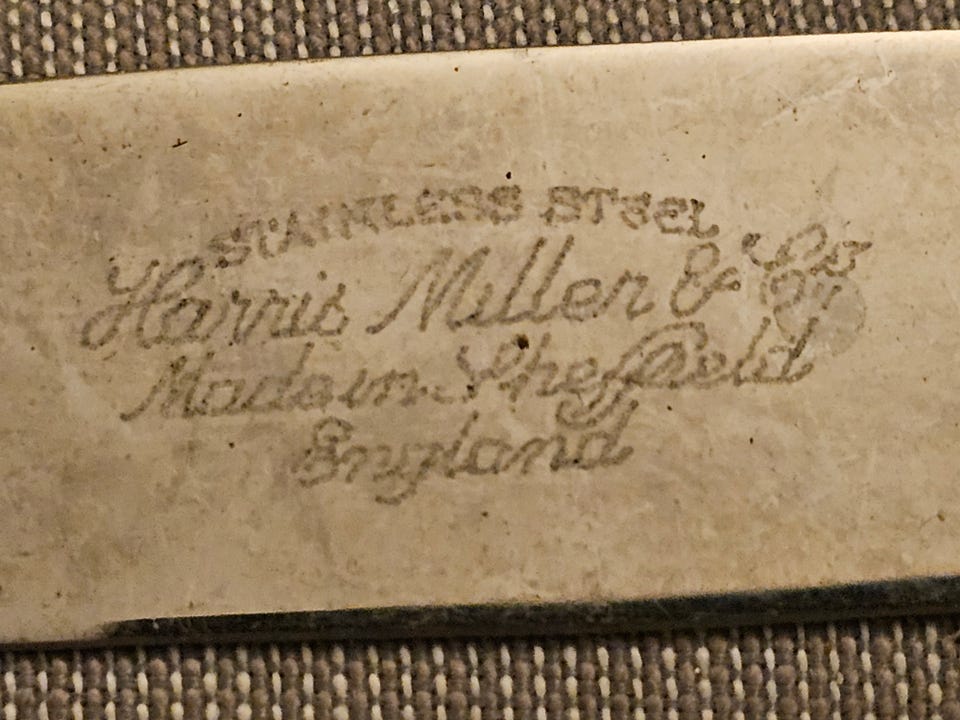 STAINLESS STEEL
Harris Miller & Co
Made in Sheffield
England